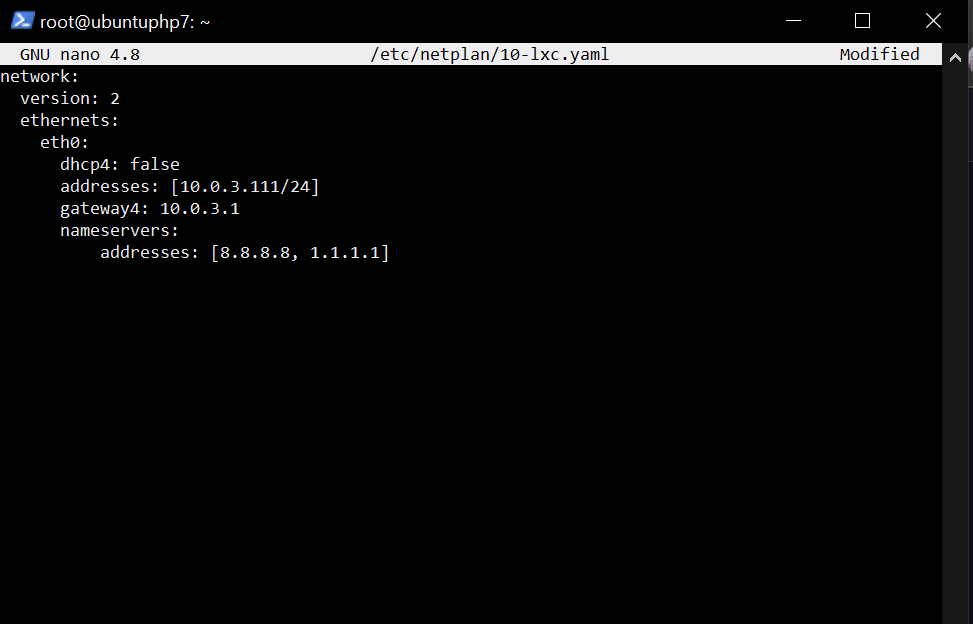 root@ubuntuphp7: ~
GNU nano 4.8 /etc/netplan/10-lxc.yaml Modified
network:
  version: 2
  ethernets:
    eth0:
      dhcp4: false
      addresses: [10.0.3.111/24]
      gateway4: 10.0.3.1
      nameservers:
          addresses: [8.8.8.8, 1.1.1.1]